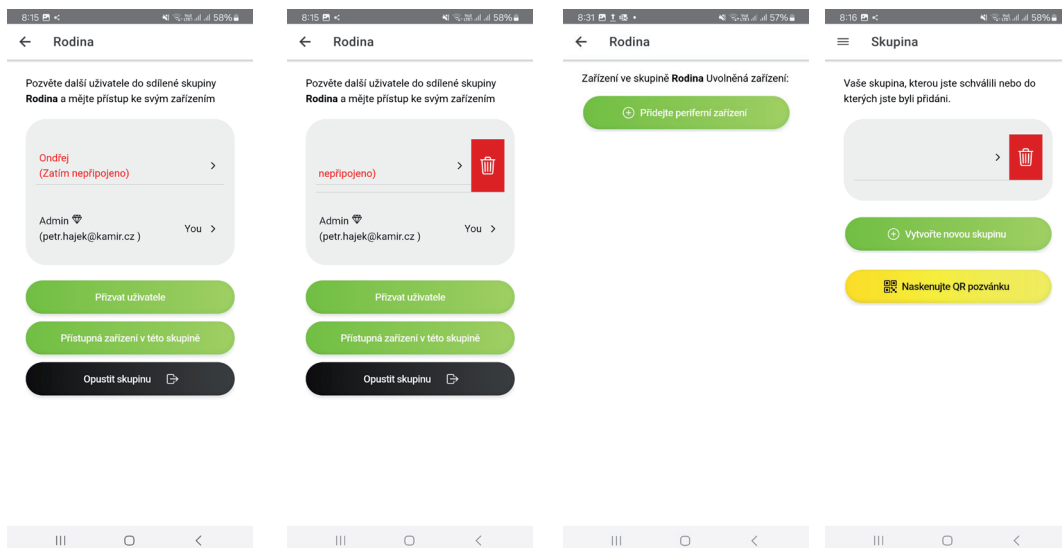 8:15 58%
Rodina
Pozvěte další uživatele do sdílené skupiny
Rodina a mějte přístup ke svým zařízením
Ondřej
(Zatím nepřipojeno)
Admin
(petr.hajek@kamir.cz )
You
Přizvat uživatele
Přístupná zařízení v této skupině
Opustit skupinu
8:15 58%
Rodina
Pozvěte další uživatele do sdílené skupiny
Rodina a mějte přístup ke svým zařízením
nepřipojeno)
Admin
(petr.hajek@kamir.cz )
You
Přizvat uživatele
Přístupná zařízení v této skupině
Opustit skupinu
8:31 57%
Rodina
Zařízení ve skupině Rodina Uvolněná zařízení:
Přidejte periferní zařízení
8:16 58%
Skupina
Vaše skupina, kterou jste schválili nebo do
kterých jste byli přidáni.
Vytvořte novou skupinu
Naskenujte QR pozvánku